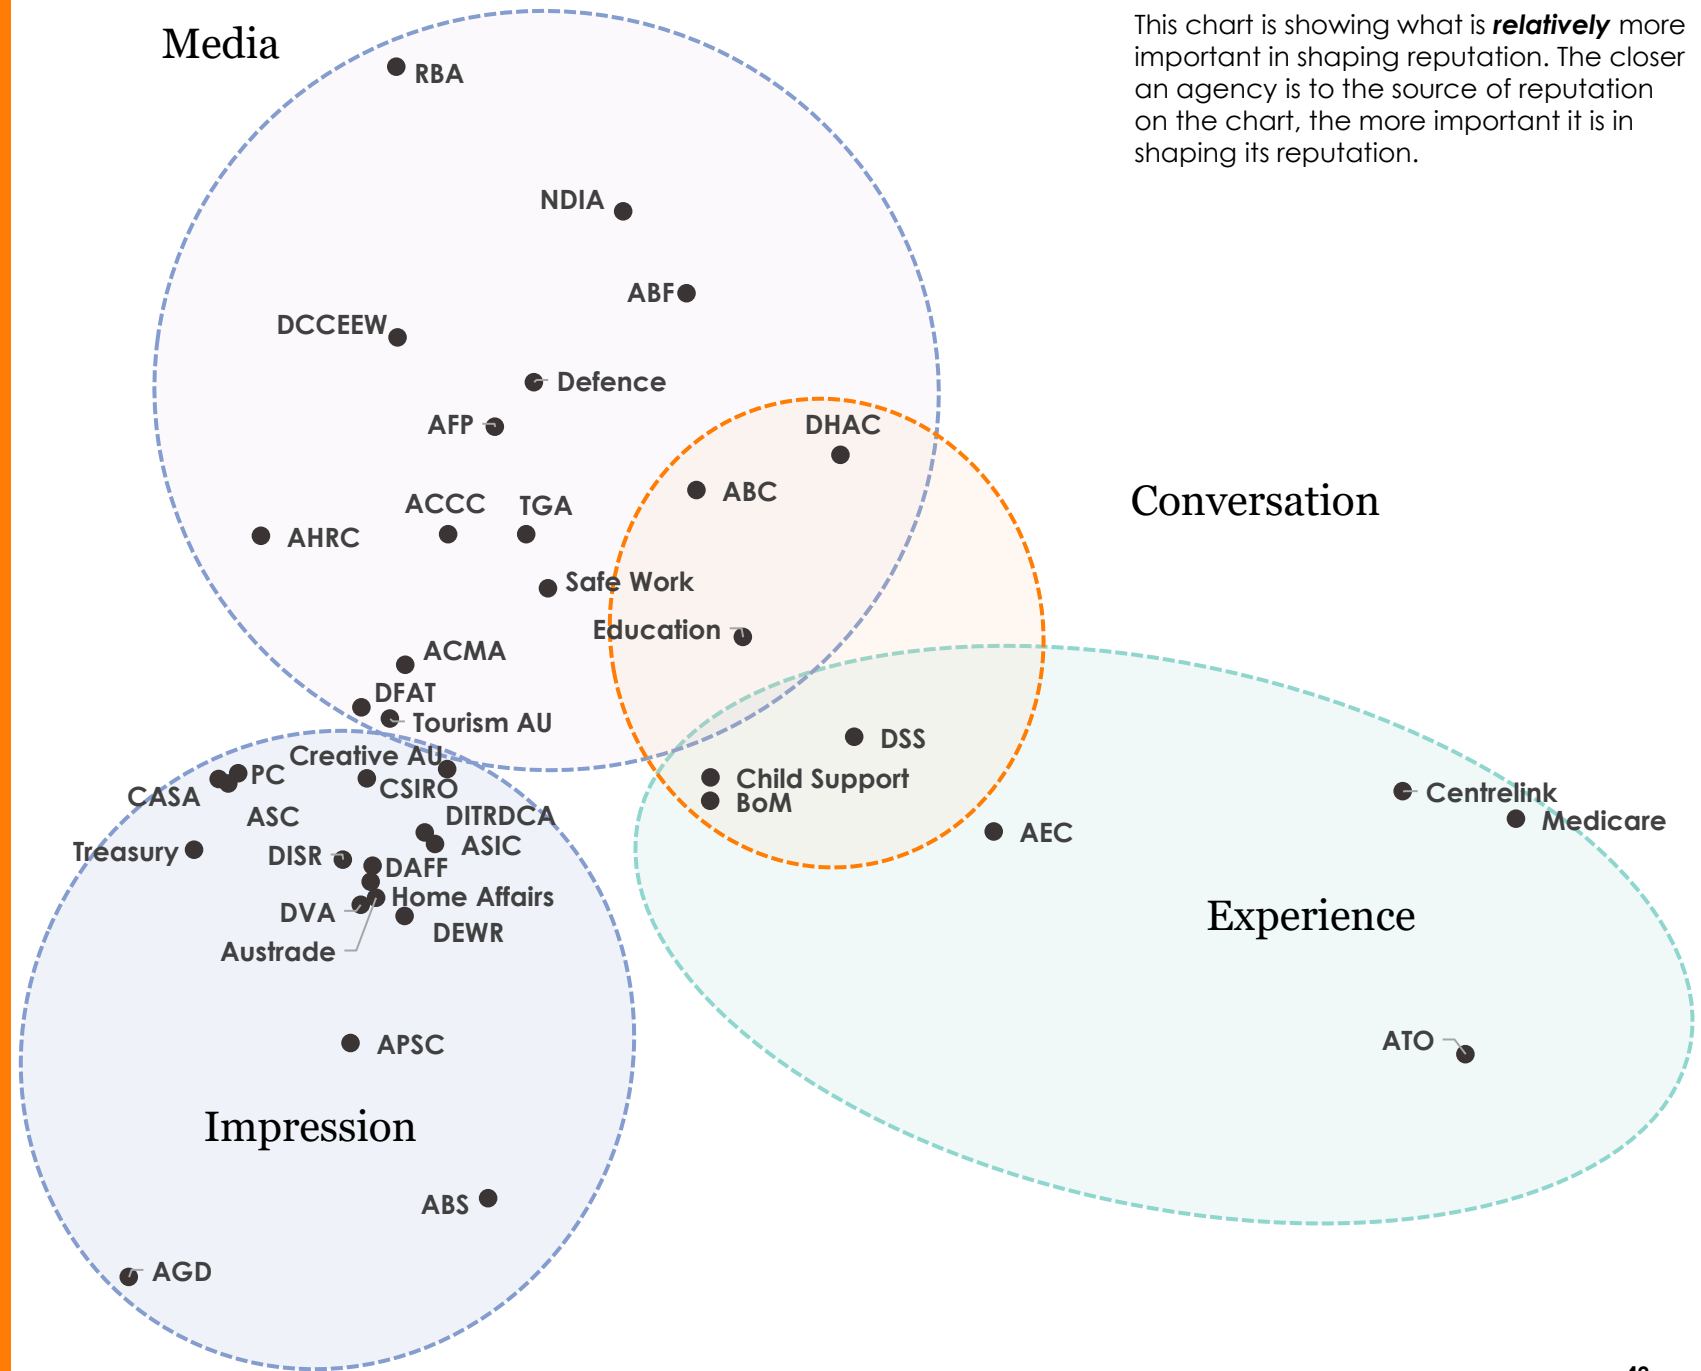 Media
This chart is showing what is relatively more
important in shaping reputation. The closer
an agency is to the source of reputation
on the chart, the more important it is in
shaping its reputation.
RBA
NDIA
ABF
DCCEEW
Defence
AFP
DHAC
ABC
Conversation
ACCC
TGA
AHRC
Safe Work
Education
ACMA
DFAT
Tourism AU
DSS
Creative AU
PC
CSIRO
Child Support
CASA
BoM
Centrelink
ASC
DITRDCA
Medicare
AEC
Treasury
DISR
ASIC
DAFF
Home Affairs
DVA
DEWR
Experience
Austrade
APSC
ATO
Impression
ABS
AGD